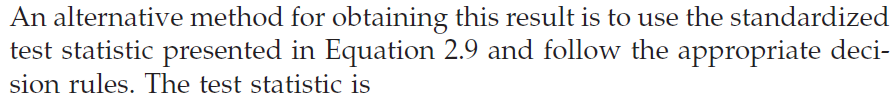 An alternative method for obtaining this result is to use the standardized
test statistic presented in Equation 2.9 and follow the appropriate deci-
sion rules. The test statistic is